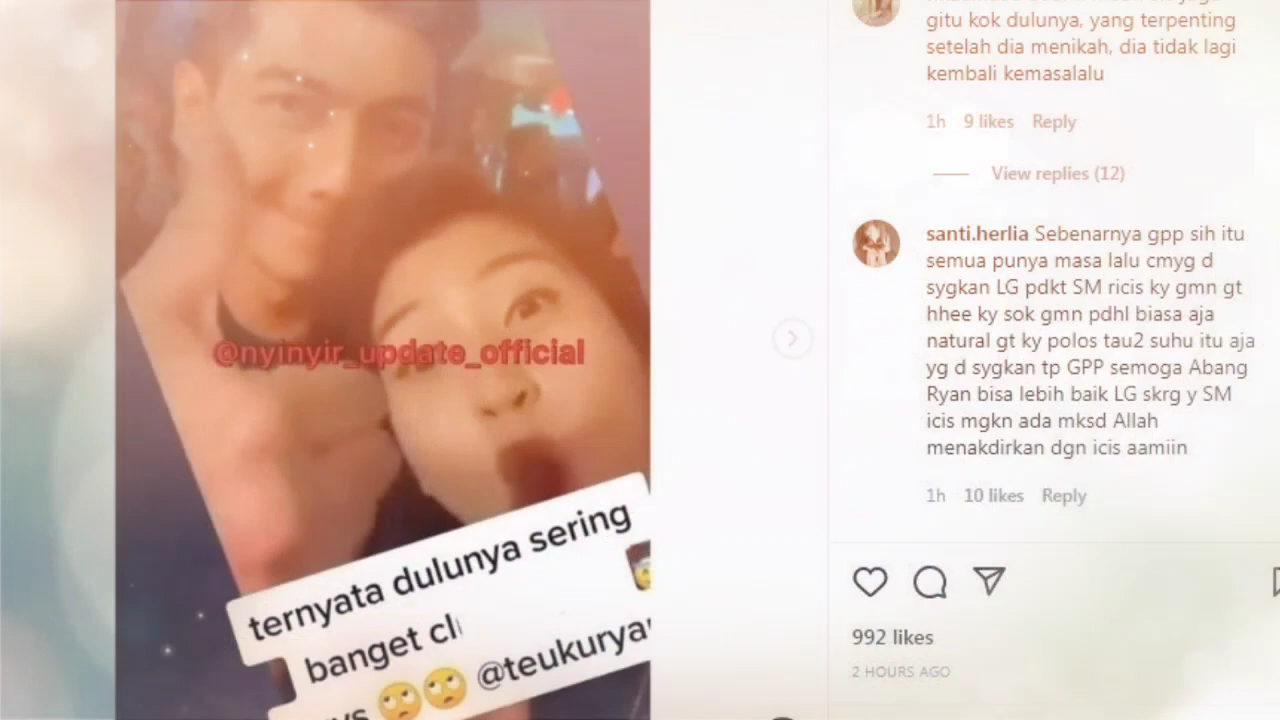 @nyinyir_update_official
ternyata dulunya sering
banget cl
@teukuryan
gitu kok dulunya, yang terpenting
setelah dia menikah, dia tidak lagi
kembali kemasalalu
1h 9 likes Reply
View replies (12)
santi.herlia Sebenarnya gpp sih itu
semua punya masa lalu cmyg d
sygkan LG pdkt SM ricis ky gmn gt
hhee ky sok gmn pdhl biasa aja
natural gt ky polos tau2 suhu itu aja
yg d sygkan tp GPP semoga Abang
Ryan bisa lebih baik LG skrg y SM
icis mgkn ada mksd Allah
menakdirkan dgn icis aamiin
1h 10 likes Reply
992 likes
2 HOURS AGO